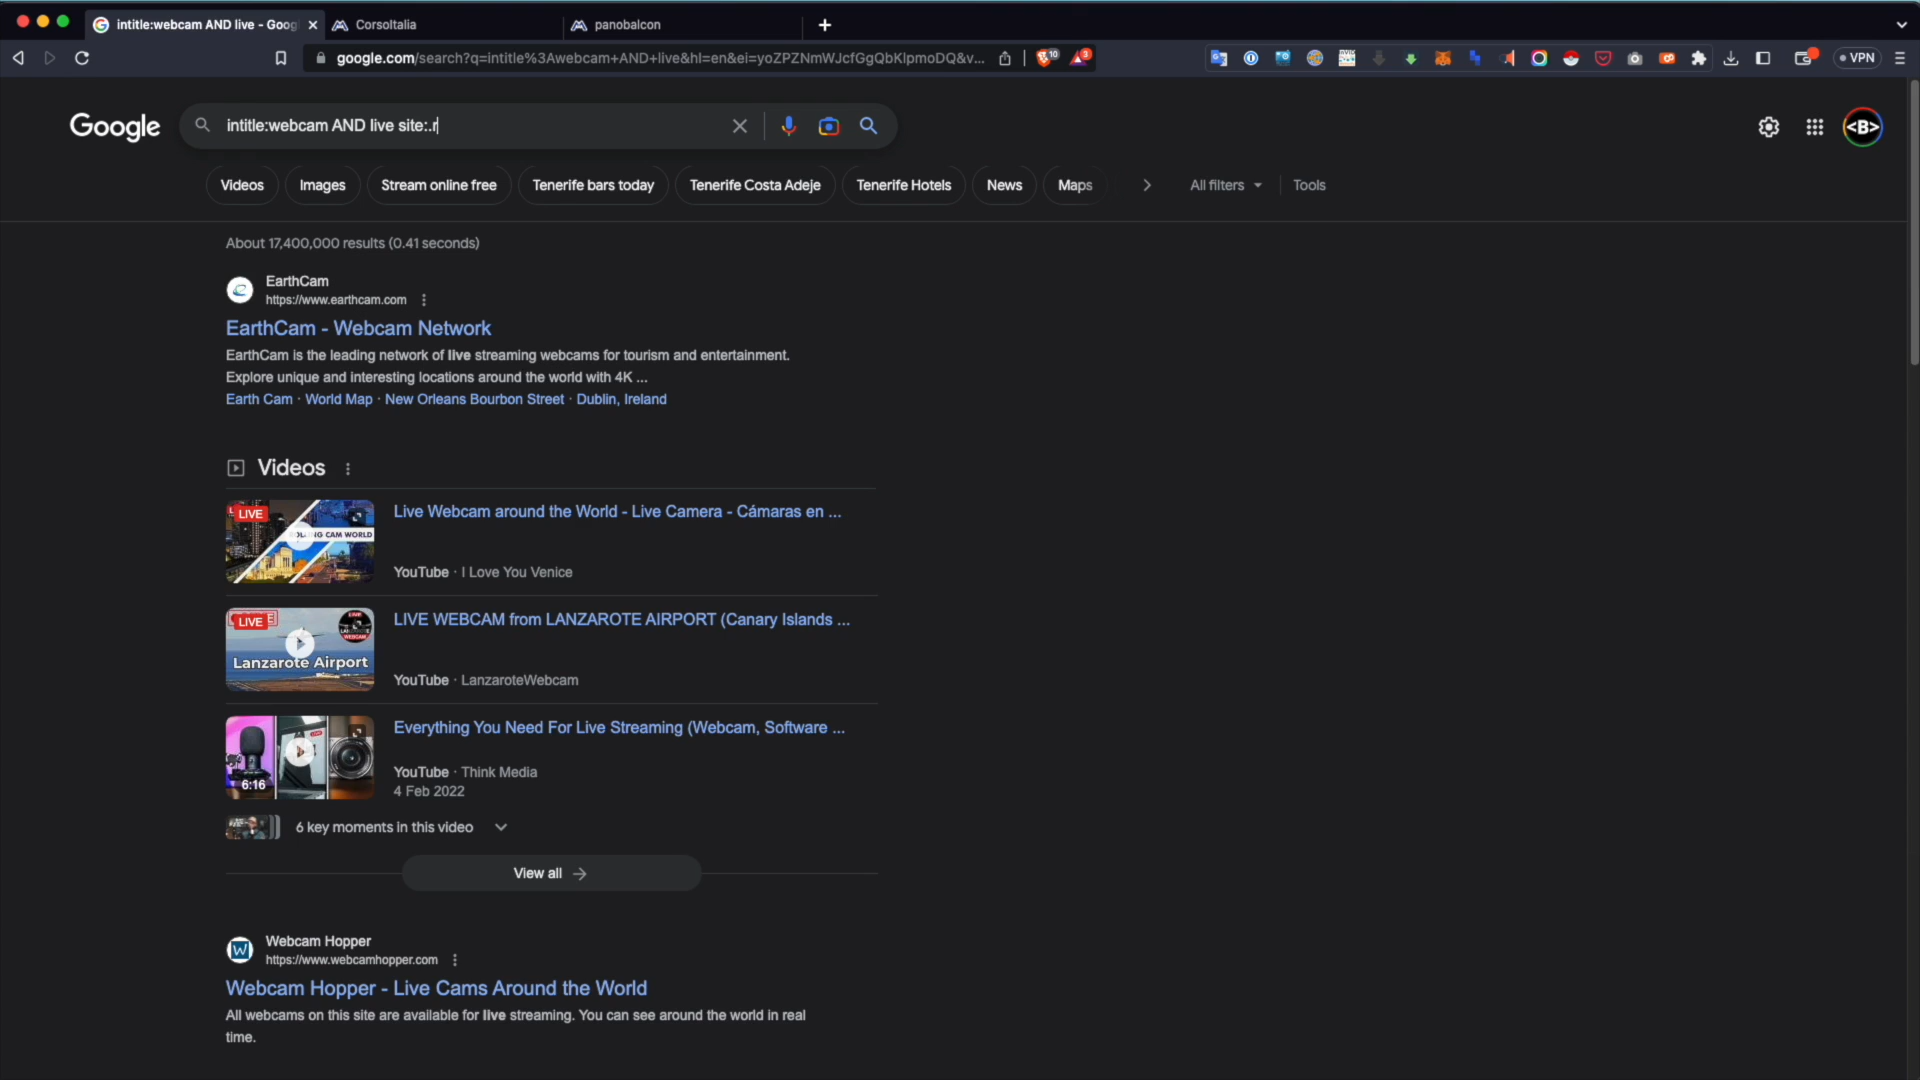 intitle:webcam AND live - Goog
CorsoItalia
panobalcon
google.com/search?q=intitle%3Awebcam+AND+live&hl=en&ei=yoZPZNmWJcfGgQbKlpmoDQ&v...
10
3
VPN
Google
intitle:webcam AND live site:.r
<B>
Videos
Images
Stream online free
Tenerife bars today
Tenerife Costa Adeje
Tenerife Hotels
News
Maps
All filters
Tools
About 17,400,000 results (0.41 seconds)
EarthCam
https://www.earthcam.com
EarthCam - Webcam Network
EarthCam is the leading network of live streaming webcams for tourism and entertainment.
Explore unique and interesting locations around the world with 4K ...
Earth Cam · World Map · New Orleans Bourbon Street · Dublin, Ireland
Videos
LIVE
Live Webcam around the World - Live Camera - Cámaras en ...
YouTube · I Love You Venice
LIVE
Lanzarote Airport
LIVE WEBCAM from LANZAROTE AIRPORT (Canary Islands ...
YouTube · LanzaroteWebcam
6:16
Everything You Need For Live Streaming (Webcam, Software ...
YouTube · Think Media
4 Feb 2022
6 key moments in this video
View all
W
Webcam Hopper
https://www.webcamhopper.com
Webcam Hopper - Live Cams Around the World
All webcams on this site are available for live streaming. You can see around the world in real
time.